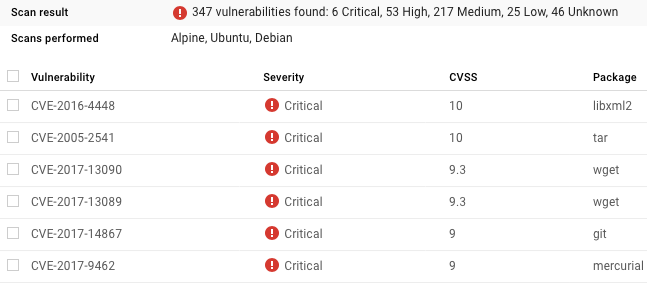 Scan result 347 vulnerabilities found: 6 Critical, 53 High, 217 Medium, 25 Low, 46 Unknown
Scans performed Alpine, Ubuntu, Debian
Vulnerability Severity CVSS Package
CVE-2016-4448 Critical 10 libxml2
CVE-2005-2541 Critical 10 tar
CVE-2017-13090 Critical 9.3 wget
CVE-2017-13089 Critical 9.3 wget
CVE-2017-14867 Critical 9 git
CVE-2017-9462 Critical 9 mercurial